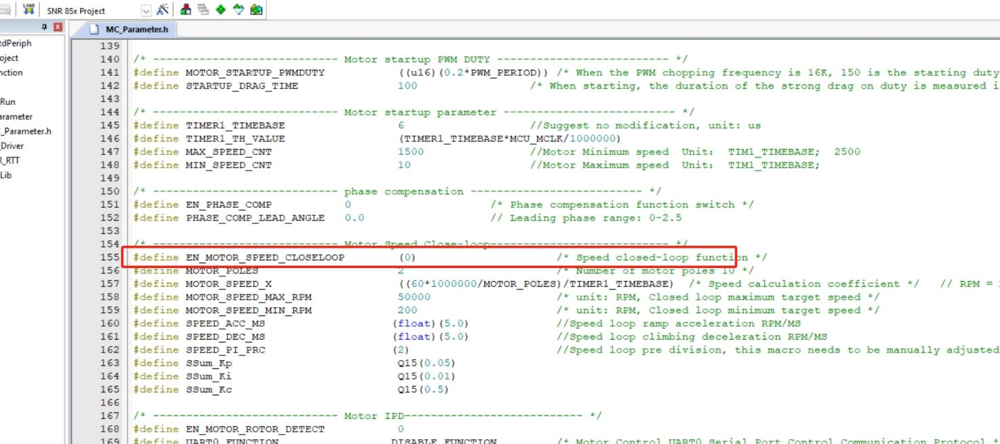 LOAD
SNR 85x Project
MC_Parameter.h
tdPeriph
oject
nction
Run
arameter
C_Parameter.h
Driver
R_RTT
Lib
139
140 /* --------------------------- Motor startup PWM DUTY ------------------------- */
141 #define MOTOR_STARTUP_PWMDUTY ((u16)(0.2*PWM_PERIOD)) /* When the PWM chopping frequency is 16K, 150 is the starting duty
142 #define STARTUP_DRAG_TIME 100 /* When starting, the duration of the strong drag on duty is measured i
143
144 /* --------------------------- Motor startup parameter ------------------------- */
145 #define TIMER1_TIMEBASE 6 //Suggest no modification, unit: us
146 #define TIMER1_TH_VALUE (TIMER1_TIMEBASE*MCU_MCLK/1000000)
147 #define MAX_SPEED_CNT 1500 //Motor Minimum speed Unit: TIM1_TIMEBASE; 2500
148 #define MIN_SPEED_CNT 10 //Motor Maximum speed Unit: TIM1_TIMEBASE;
149
150 /* --------------------------- phase compensation ------------------------- */
151 #define EN_PHASE_COMP 0 /* Phase compensation function switch */
152 #define PHASE_COMP_LEAD_ANGLE 0.0 // Leading phase range: 0-2.5
153
154 /* --------------------------- Motor Speed Close-loop-------------------------- */
155 #define EN_MOTOR_SPEED_CLOSELOOP (0) /* Speed closed-loop function */
156 #define MOTOR_POLES 2 /* Number of motor poles 10 */
157 #define MOTOR_SPEED_X ((60*1000000/MOTOR_POLES)/TIMER1_TIMEBASE) /* Speed calculation coefficient */ // RPM =
158 #define MOTOR_SPEED_MAX_RPM 50000 /* unit: RPM, Closed loop maximum target speed */
159 #define MOTOR_SPEED_MIN_RPM 200 /* unit: RPM, Closed loop minimum target speed */
160 #define SPEED_ACC_MS (float)(5.0) //Speed loop ramp acceleration RPM/MS
161 #define SPEED_DEC_MS (float)(5.0) //Speed loop climbing deceleration RPM/MS
162 #define SPEED_PI_PRC (2) //Speed loop pre division, this macro needs to be manually adjusted
163 #define SSum_Kp Q15(0.05)
164 #define SSum_Ki Q15(0.01)
165 #define SSum_Kc Q15(0.5)
166
167 /* --------------------------- Motor IPD-------------------------- */
168 #define EN_MOTOR_ROTOR_DETECT 0
169 #define UART0_FUNCTION DISABLE_FUNCTION /* Motor Control UART0 Serial Port Control Communication Protocol *